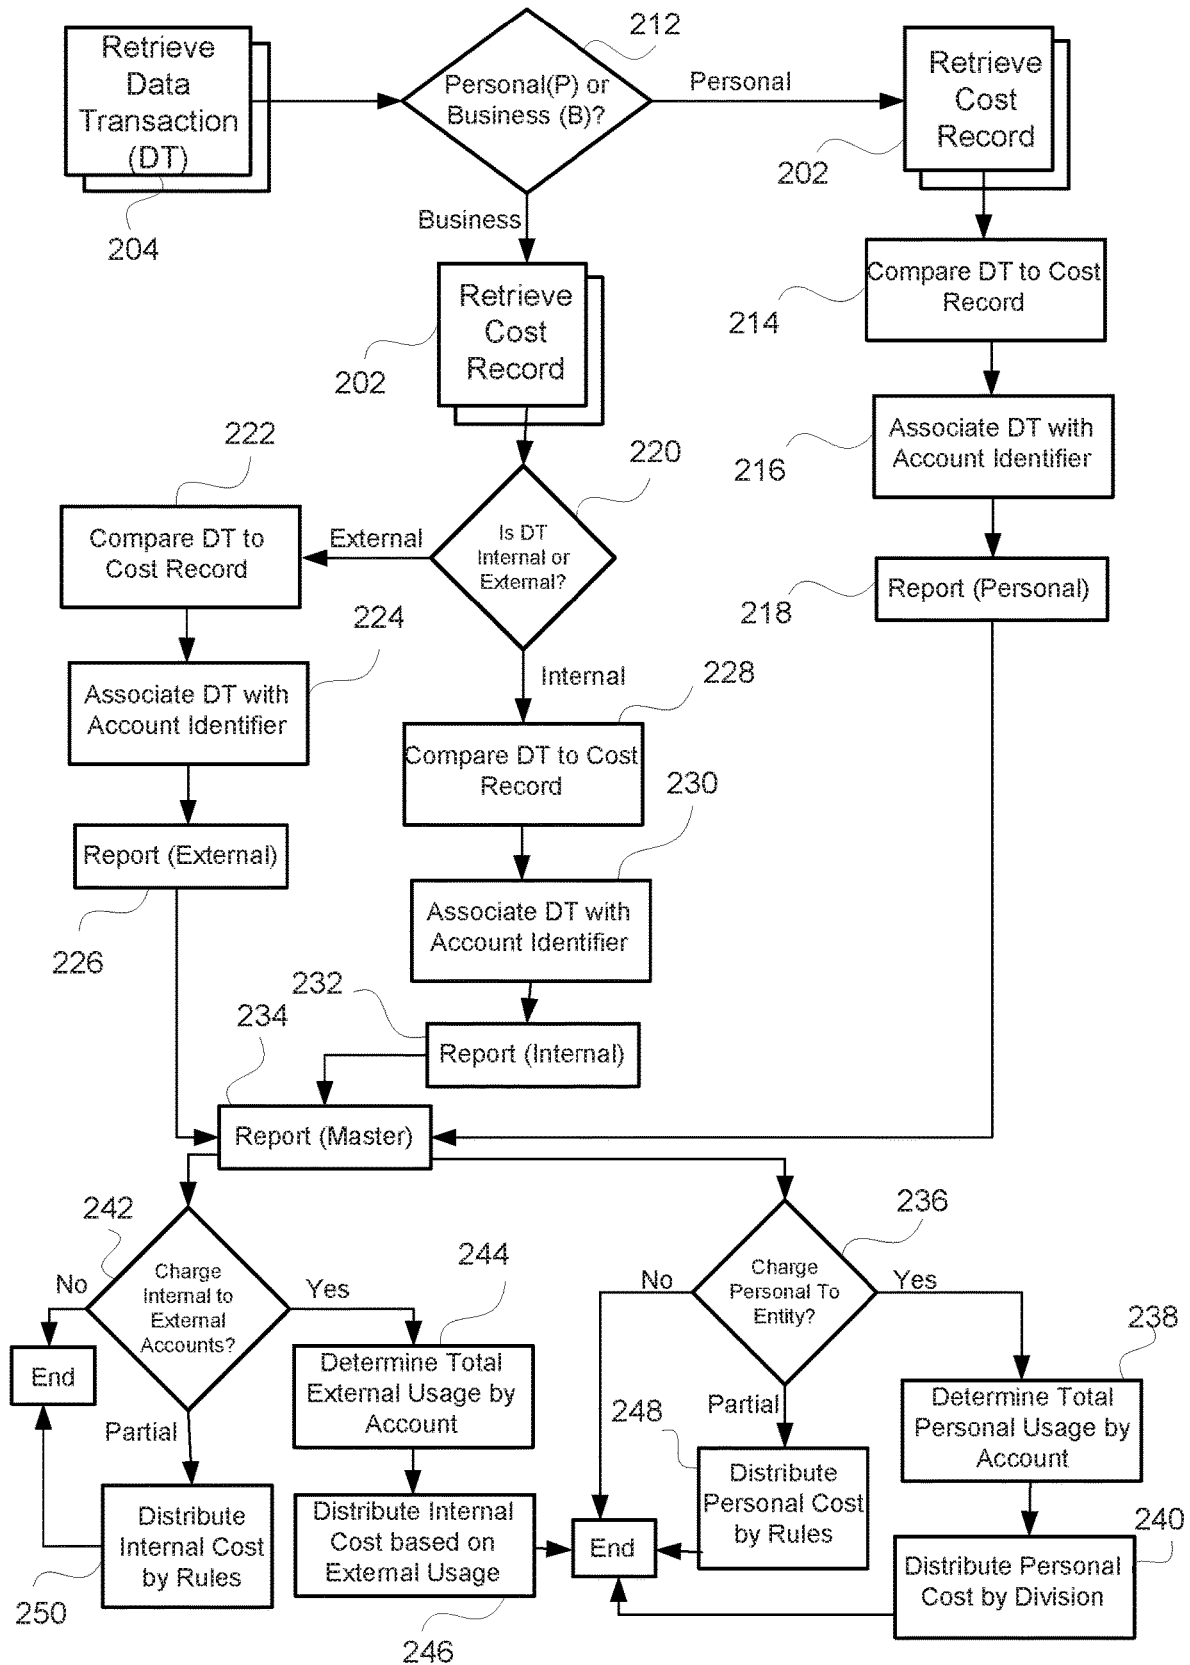 Retrieve
Data
Transaction
(DT)
204
212
Personal(P) or
Business (B)?
Personal
Business
Retrieve
Cost
Record
202
Compare DT to Cost
Record
214
Associate DT with
Account Identifier
216
Report (Personal)
218
Retrieve
Cost
Record
202
220
Is DT
Internal or
External?
External
Internal
222
Compare DT to
Cost Record
224
Associate DT with
Account Identifier
Report (External)
226
228
Compare DT to Cost
Record
230
Associate DT with
Account Identifier
232
Report (Internal)
234
Report (Master)
242
Charge
Internal to
External
Accounts?
No
Yes
Partial
End
Distribute
Internal Cost
by Rules
250
244
Determine Total
External Usage by
Account
Distribute Internal
Cost based on
External Usage
246
236
Charge
Personal To
Entity?
No
Yes
Partial
248
Distribute
Personal Cost
by Rules
End
238
Determine Total
Personal Usage by
Account
240
Distribute Personal
Cost by Division